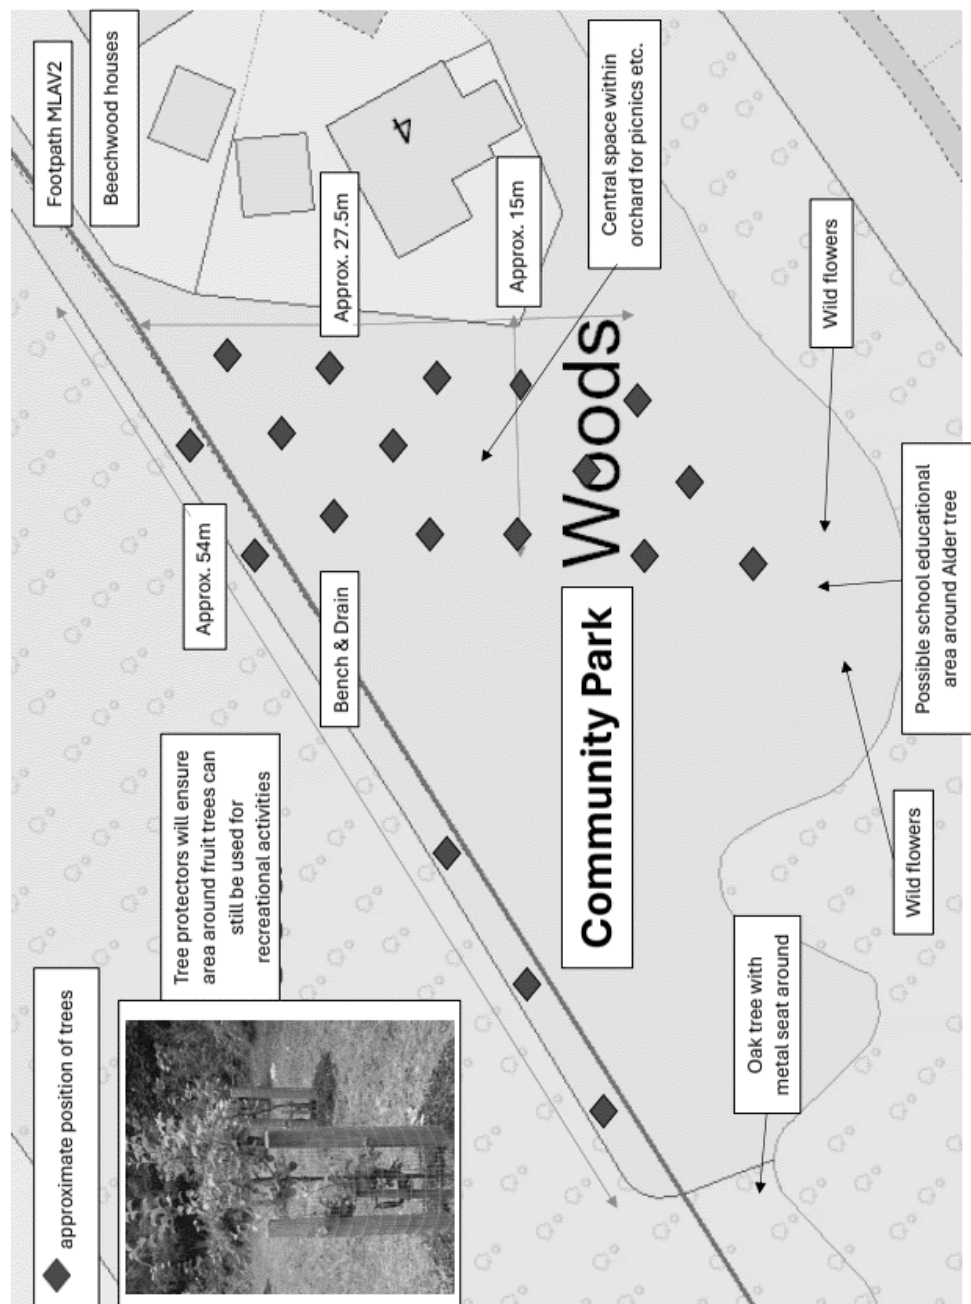 Footpath MLAV2
Beechwood houses
Approx. 27.5m
4
Approx. 15m
Central space within
orchard for picnics etc.
Wild flowers
Approx. 54m
Bench & Drain
Woods
Community Park
Possible school educational
area around Alder tree
Tree protectors will ensure
area around fruit trees can
still be used for
recreational activities
Wild flowers
Oak tree with
metal seat around
approximate position of trees